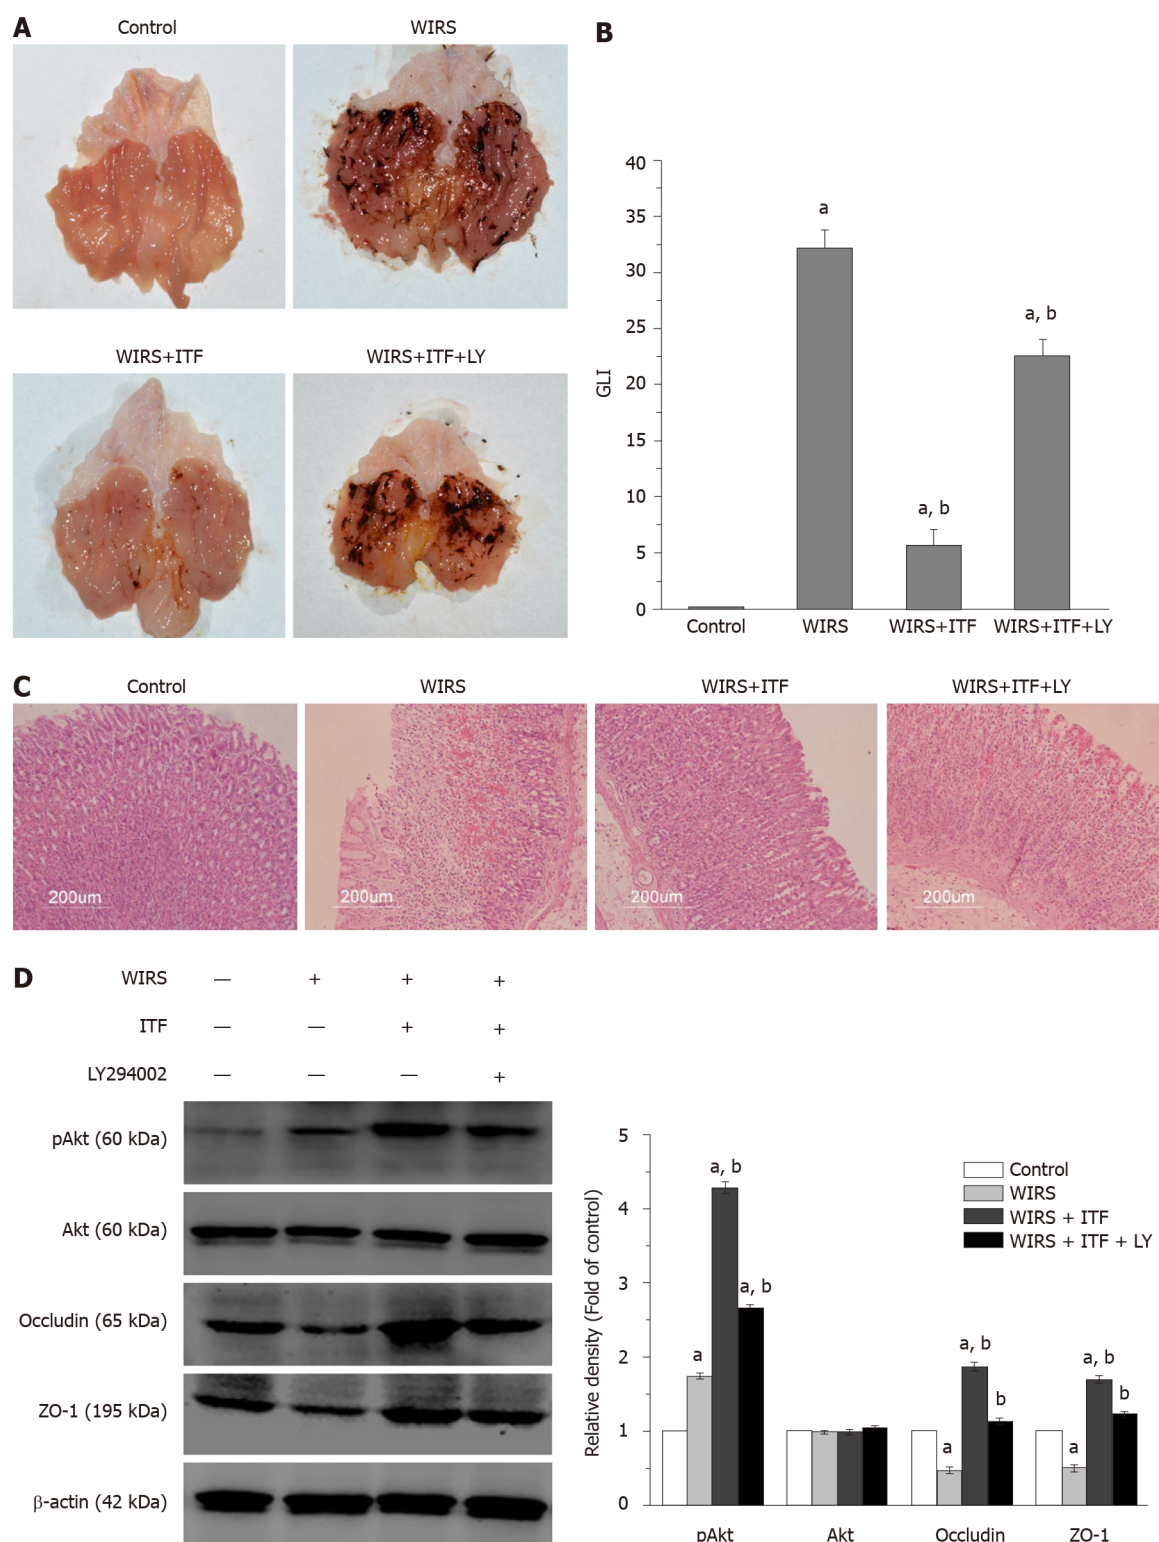 A
Control
WIRS
WIRS+ITF
WIRS+ITF+LY
B
40
35
30
25
20
15
10
5
0
GLI
a
a, b
a, b
Control
WIRS
WIRS+ITF
WIRS+ITF+LY
C
Control
WIRS
WIRS+ITF
WIRS+ITF+LY
200um
200um
200um
200um
D
WIRS — + + +
ITF — — + +
LY294002 — — — +
pAkt (60 kDa)
Akt (60 kDa)
Occludin (65 kDa)
ZO-1 (195 kDa)
β-actin (42 kDa)
Relative density (Fold of control)
5
4
3
2
1
0
a
a, b
a, b
a
a, b
b
a
a, b
b
Control
WIRS
WIRS + ITF
WIRS + ITF + LY
pAkt
Akt
Occludin
ZO-1